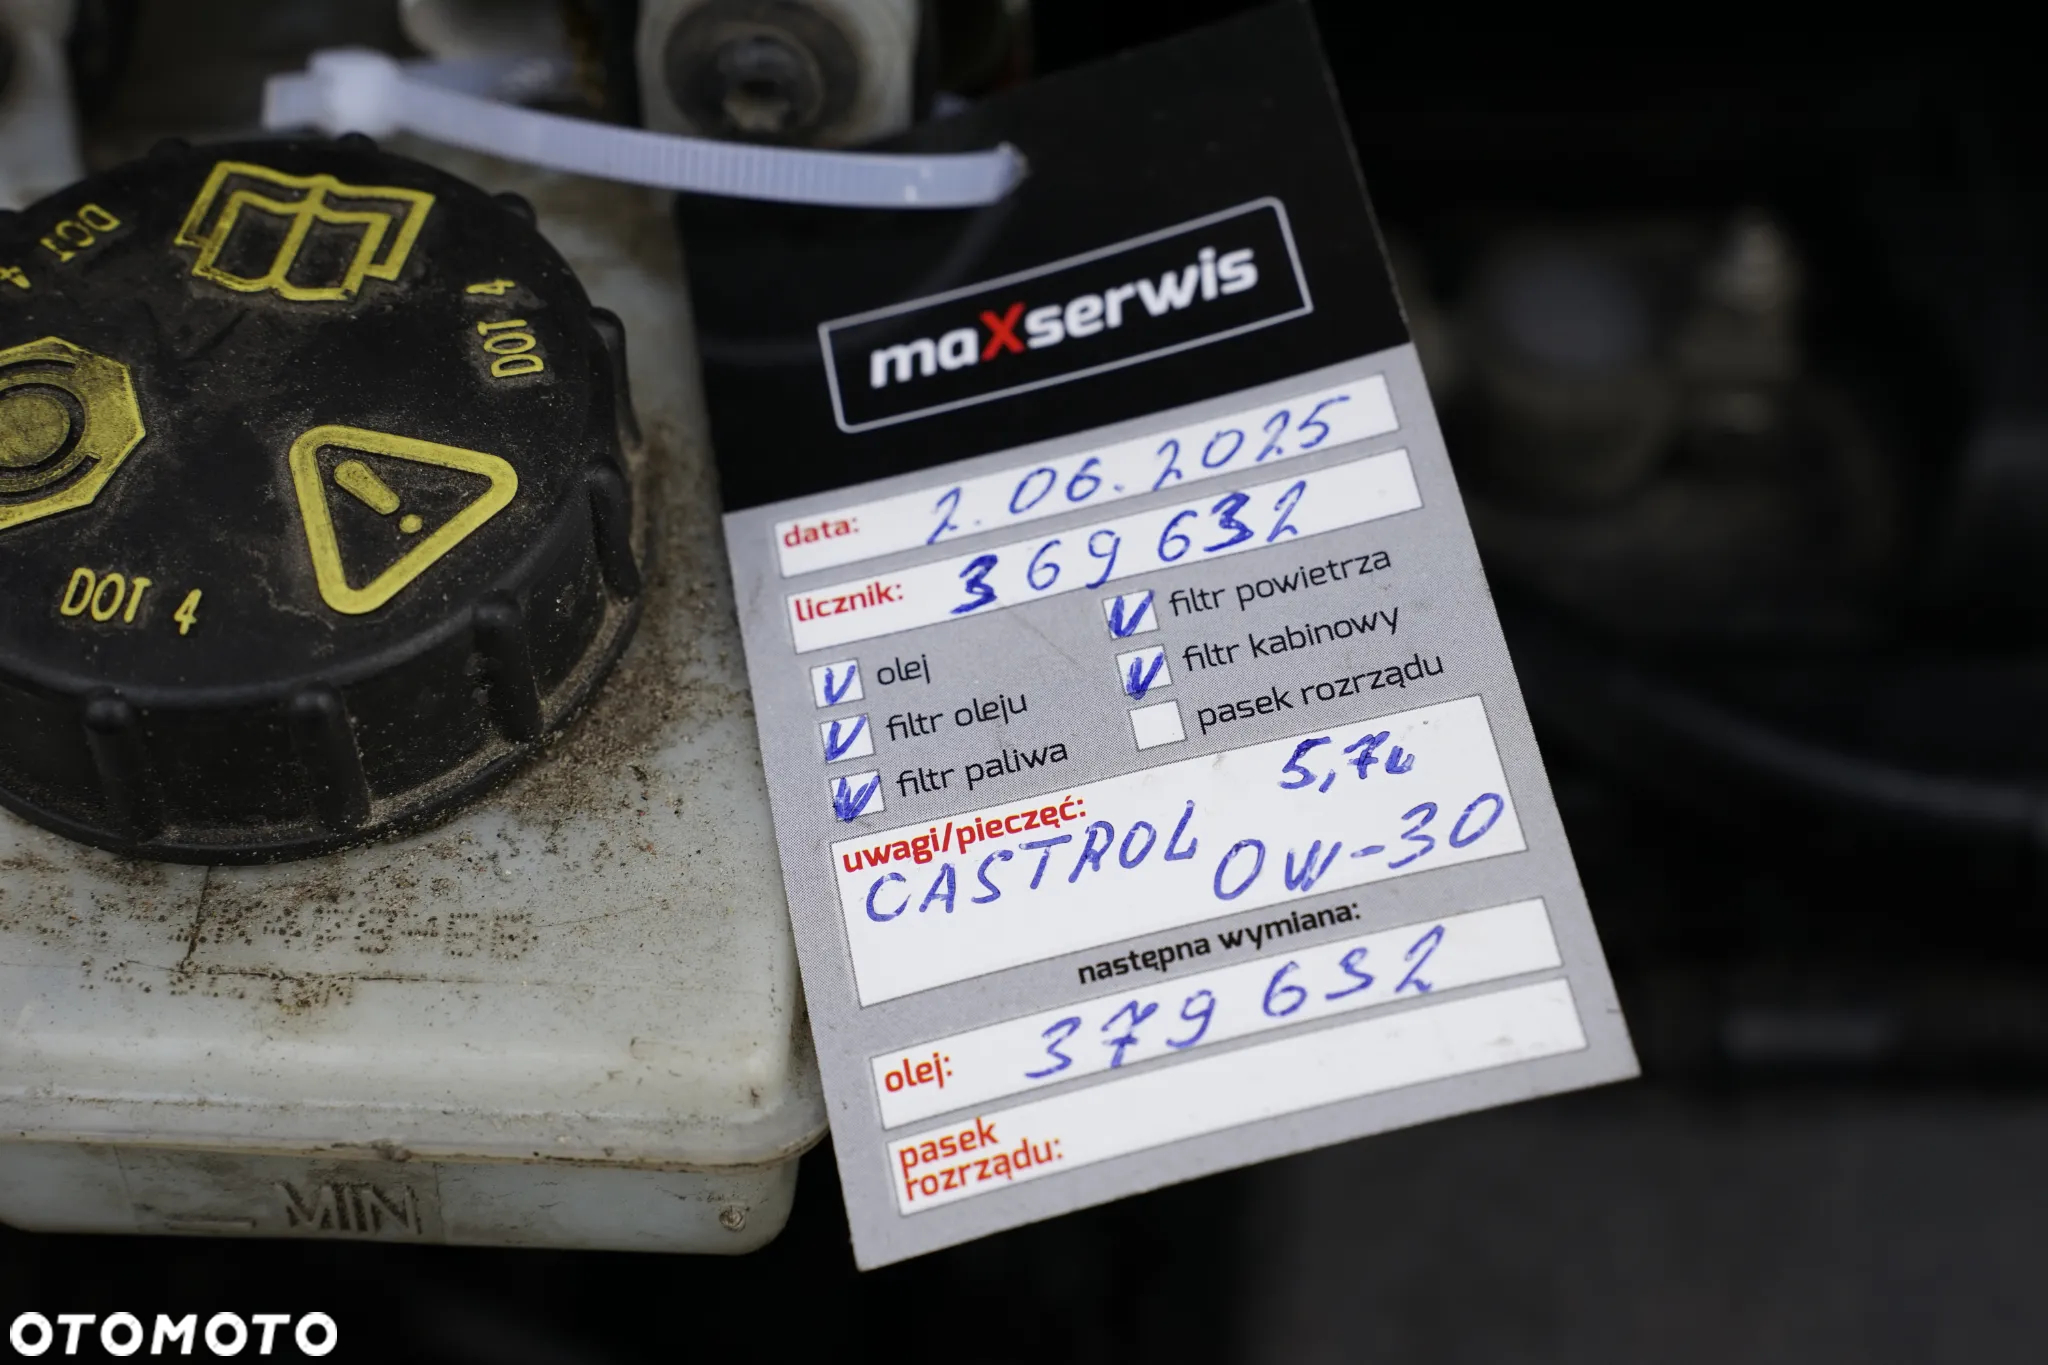 DOT 4
DOT 4
DOT 4
maXserwis
data: 2.06.2025
licznik: 369632
V olej
V filtr oleju
V filtr paliwa
V filtr powietrza
V filtr kabinowy
pasek rozrządu
uwagi/pieczęć: 5,7L
CASTROL 0W-30
następna wymiana:
olej: 379632
pasek
rozrządu:
MIN
OTOMOTO